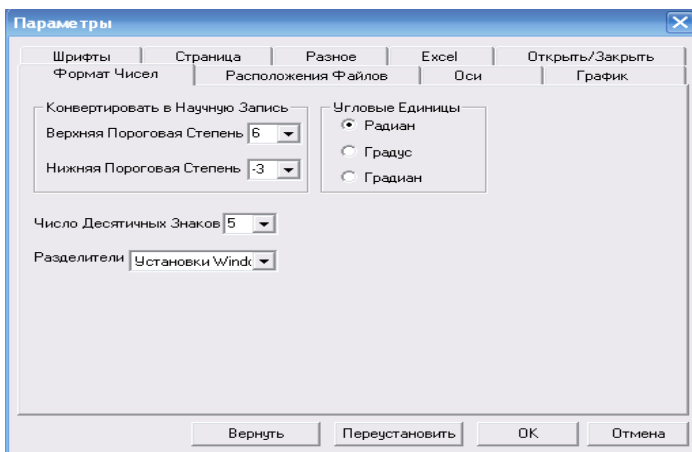 Параметры
Шрифты Страница Разное Excel Открыть/Закрыть
Формат Чисел Расположения Файлов Оси График
Конвертировать в Научную Запись Угловые Единицы
Верхняя Пороговая Степень 6 Радиан
Градус
Нижняя Пороговая Степень -3
Градиан
Число Десятичных Знаков 5
Разделители Установки Windo
Вернуть Переустановить OK Отмена